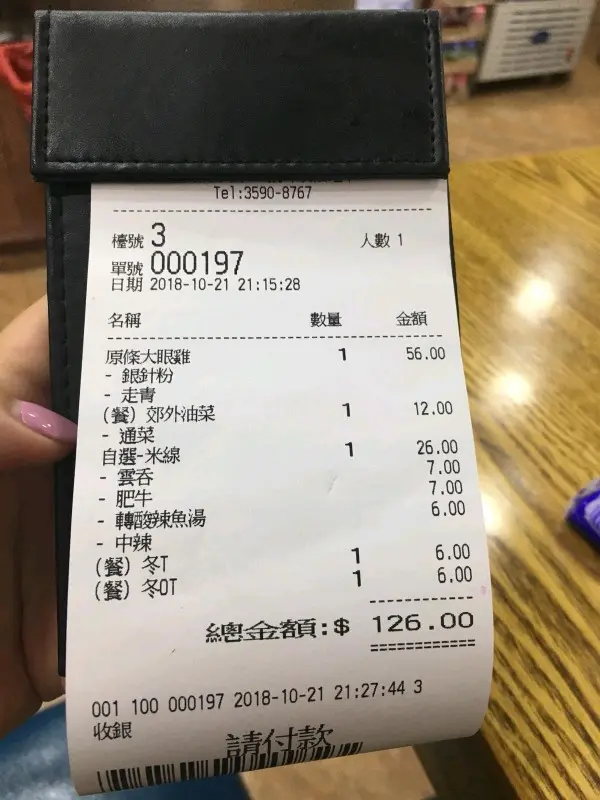 Tel:3590-8767
檯號 3 人數 1
單號 000197
日期 2018-10-21 21:15:28
名稱 數量 金額
原條大眼雞 1 56.00
- 銀針粉
- 走青
(餐) 郊外油菜 1 12.00
- 通菜
自選-米線 1 26.00
- 雲吞 7.00
- 肥牛 7.00
- 轉酸辣魚湯 6.00
- 中辣
(餐) 冬T 1 6.00
(餐) 冬OT 1 6.00
總金額:$ 126.00
001 100 000197 2018-10-21 21:27:44 3
收銀
請付款